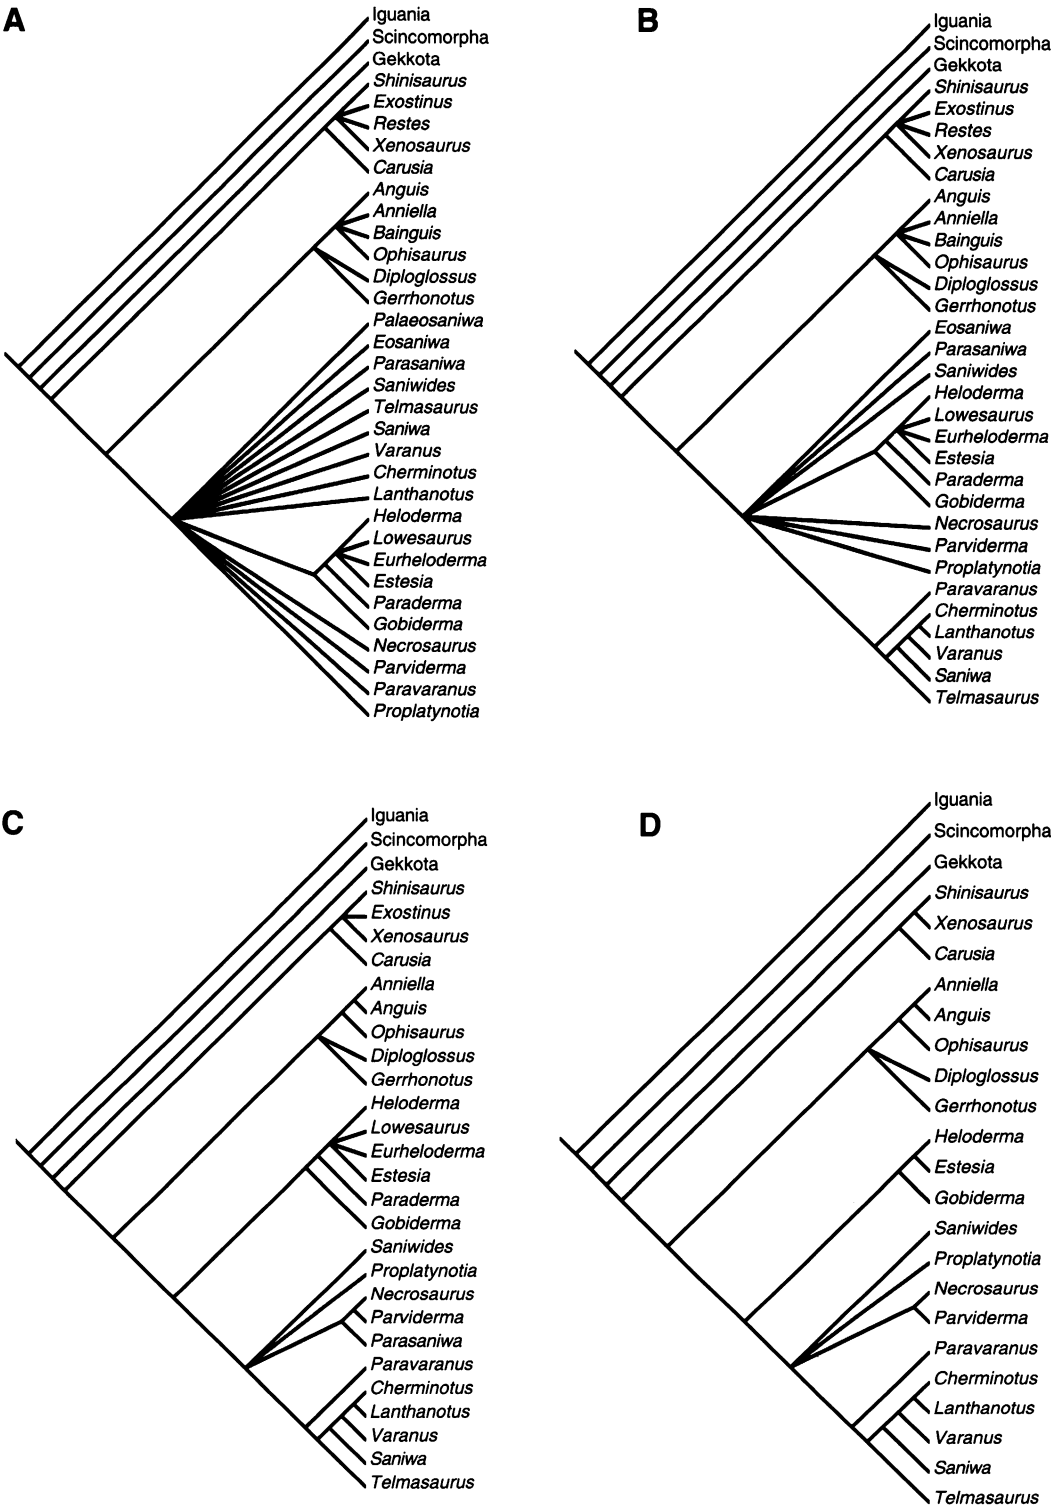 A
Iguania
Scincomorpha
Gekkota
Shinisaurus
Exostinus
Restes
Xenosaurus
Carusia
Anguis
Anniella
Bainguis
Ophisaurus
Diploglossus
Gerrhonotus
Palaeosaniwa
Eosaniwa
Parasaniwa
Saniwides
Telmasaurus
Saniwa
Varanus
Cherminotus
Lanthanotus
Heloderma
Lowesaurus
Eurheloderma
Estesia
Paraderma
Gobiderma
Necrosaurus
Parviderma
Paravaranus
Proplatynotia
B
Iguania
Scincomorpha
Gekkota
Shinisaurus
Exostinus
Restes
Xenosaurus
Carusia
Anguis
Anniella
Bainguis
Ophisaurus
Diploglossus
Gerrhonotus
Eosaniwa
Parasaniwa
Saniwides
Heloderma
Lowesaurus
Eurheloderma
Estesia
Paraderma
Gobiderma
Necrosaurus
Parviderma
Proplatynotia
Paravaranus
Cherminotus
Lanthanotus
Varanus
Saniwa
Telmasaurus
C
Iguania
Scincomorpha
Gekkota
Shinisaurus
Exostinus
Xenosaurus
Carusia
Anniella
Anguis
Ophisaurus
Diploglossus
Gerrhonotus
Heloderma
Lowesaurus
Eurheloderma
Estesia
Paraderma
Gobiderma
Saniwides
Proplatynotia
Necrosaurus
Parviderma
Parasaniwa
Paravaranus
Cherminotus
Lanthanotus
Varanus
Saniwa
Telmasaurus
D
Iguania
Scincomorpha
Gekkota
Shinisaurus
Xenosaurus
Carusia
Anniella
Anguis
Ophisaurus
Diploglossus
Gerrhonotus
Heloderma
Estesia
Gobiderma
Saniwides
Proplatynotia
Necrosaurus
Parviderma
Paravaranus
Cherminotus
Lanthanotus
Varanus
Saniwa
Telmasaurus